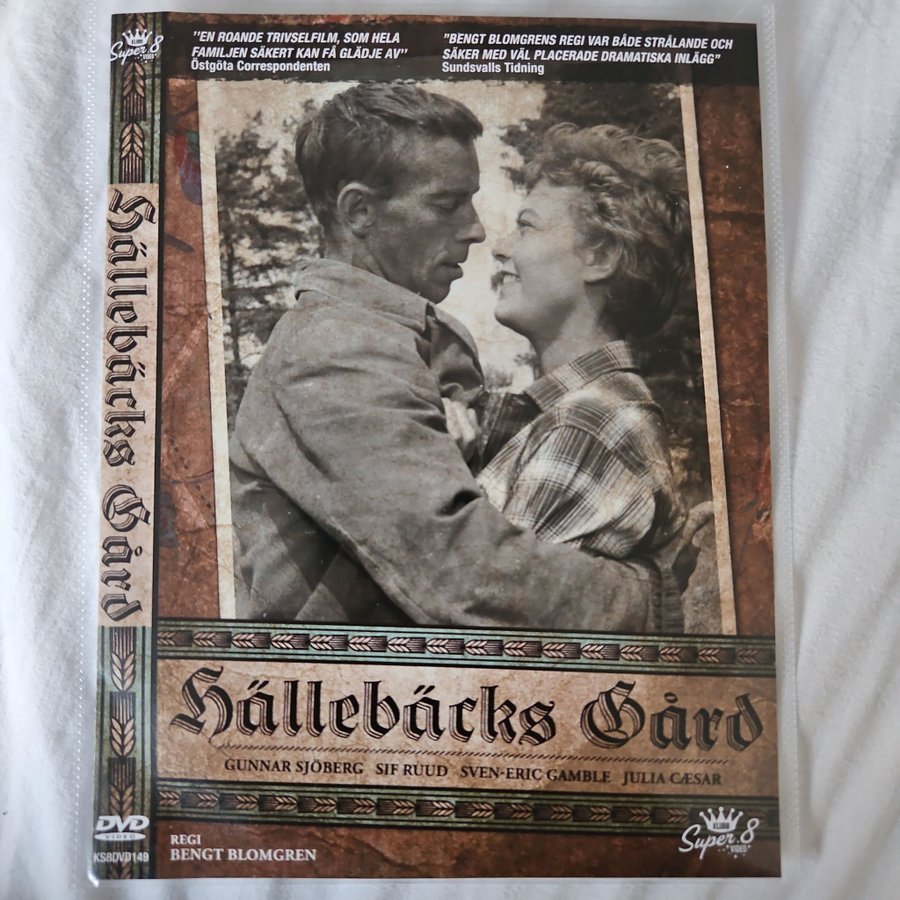 KLUBB
Super 8
VIDEO
Hällebäcks Gård
DVD
VIDEO
KS8DVD149
"EN ROANDE TRIVSELFILM, SOM HELA
FAMILJEN SÄKERT KAN FÅ GLÄDJE AV"
Östgöta Correspondenten
"BENGT BLOMGRENS REGI VAR BÅDE STRÅLANDE OCH
SÄKER MED VÄL PLACERADE DRAMATISKA INLÄGG"
Sundsvalls Tidning
Hällebäcks Gård
GUNNAR SJÖBERG SIF RUUD SVEN-ERIC GAMBLE JULIA CÆSAR
REGI
BENGT BLOMGREN
KLUBB
Super 8
VIDEO